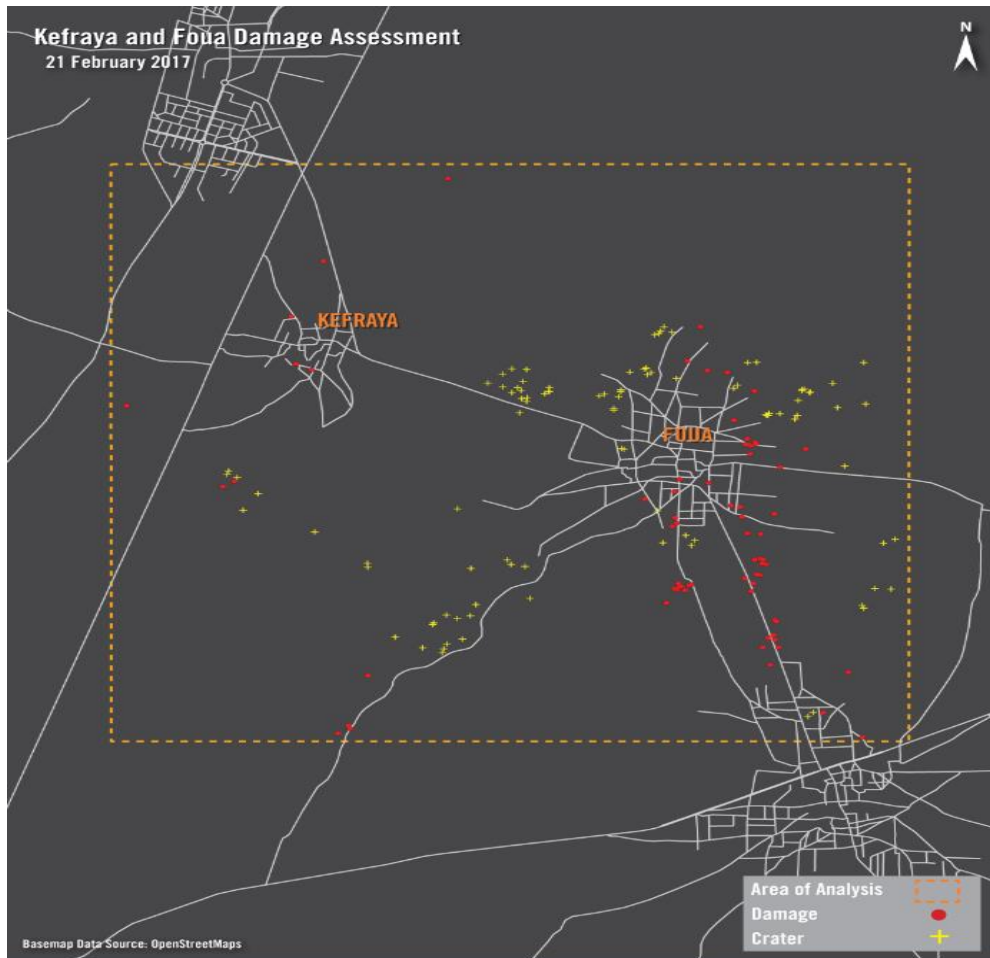 Kefraya and Foua Damage Assessment
21 February 2017
N
KEFRAYA
FOUA
Area of Analysis
Damage
Crater
Basemap Data Source: OpenStreetMaps